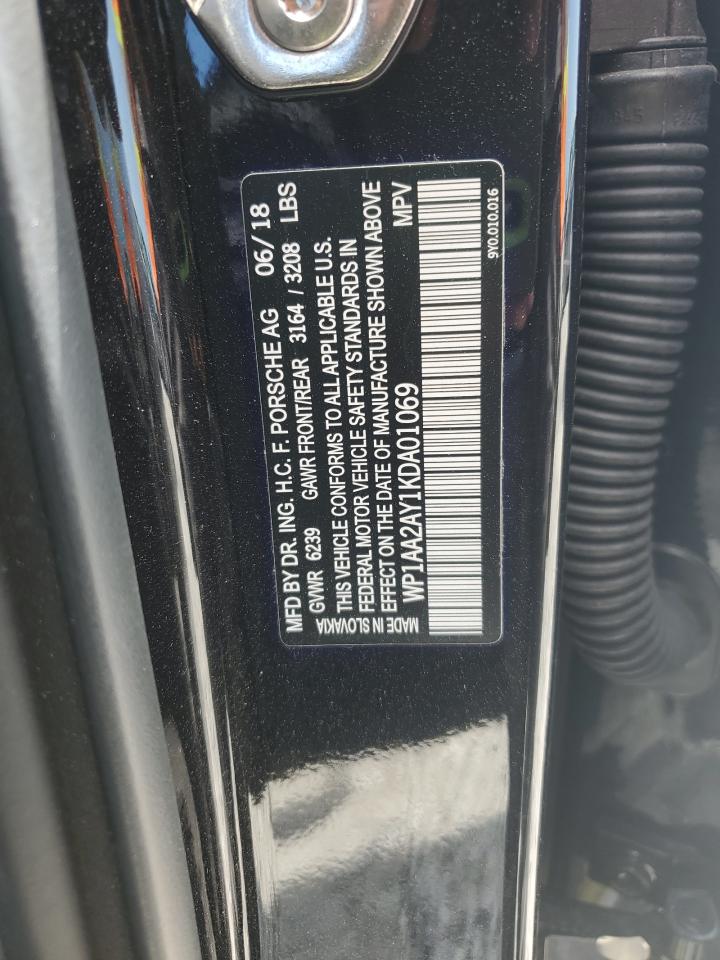 MFD BY DR. ING. H.C. F. PORSCHE AG 06/18
GVWR 6239 GAWR FRONT/REAR 3164 / 3208 LBS
THIS VEHICLE CONFORMS TO ALL APPLICABLE U.S.
FEDERAL MOTOR VEHICLE SAFETY STANDARDS IN
EFFECT ON THE DATE OF MANUFACTURE SHOWN ABOVE
WP1AA2AY1KDA01069 MPV
MADE IN SLOVAKIA
9Y0.010.016